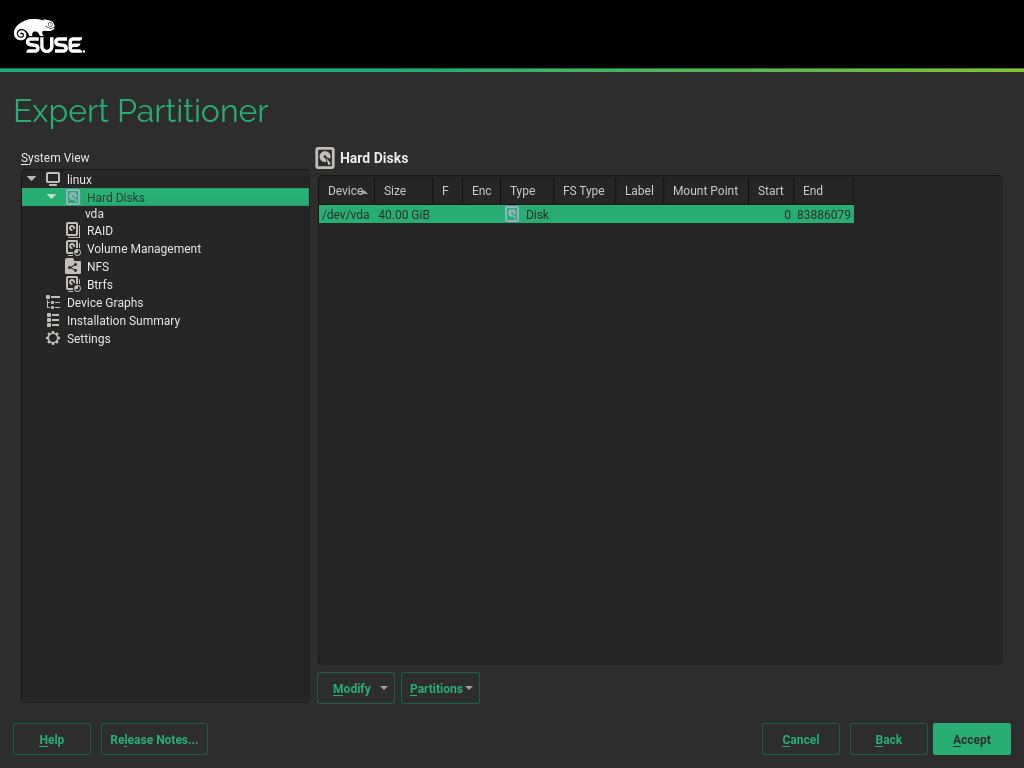 SUSE.
Expert Partitioner
System View
linux
Hard Disks
vda
RAID
Volume Management
NFS
Btrfs
Device Graphs
Installation Summary
Settings
Hard Disks
Device Size F Enc Type FS Type Label Mount Point Start End
/dev/vda 40.00 GiB Disk 0 83886079
Modify Partitions
Help Release Notes... Cancel Back Accept